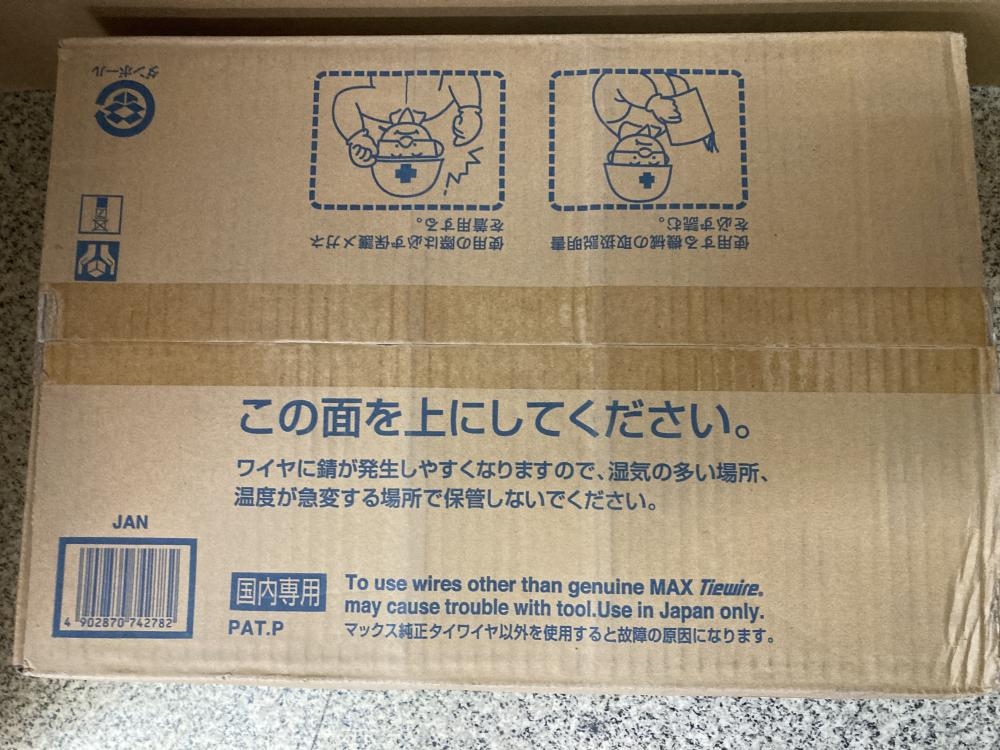 ダンボール
使用の際は必ず保護メガネ
を着用する。
使用する機械の取扱説明書
を必ず読む。
この面を上にしてください。
ワイヤに錆が発生しやすくなりますので、湿気の多い場所、
温度が急変する場所で保管しないでください。
JAN
4 902870 742782
国内専用
PAT.P
To use wires other than genuine MAX Tiewire.
may cause trouble with tool.Use in Japan only.
マックス純正タイワイヤ以外を使用すると故障の原因になります。